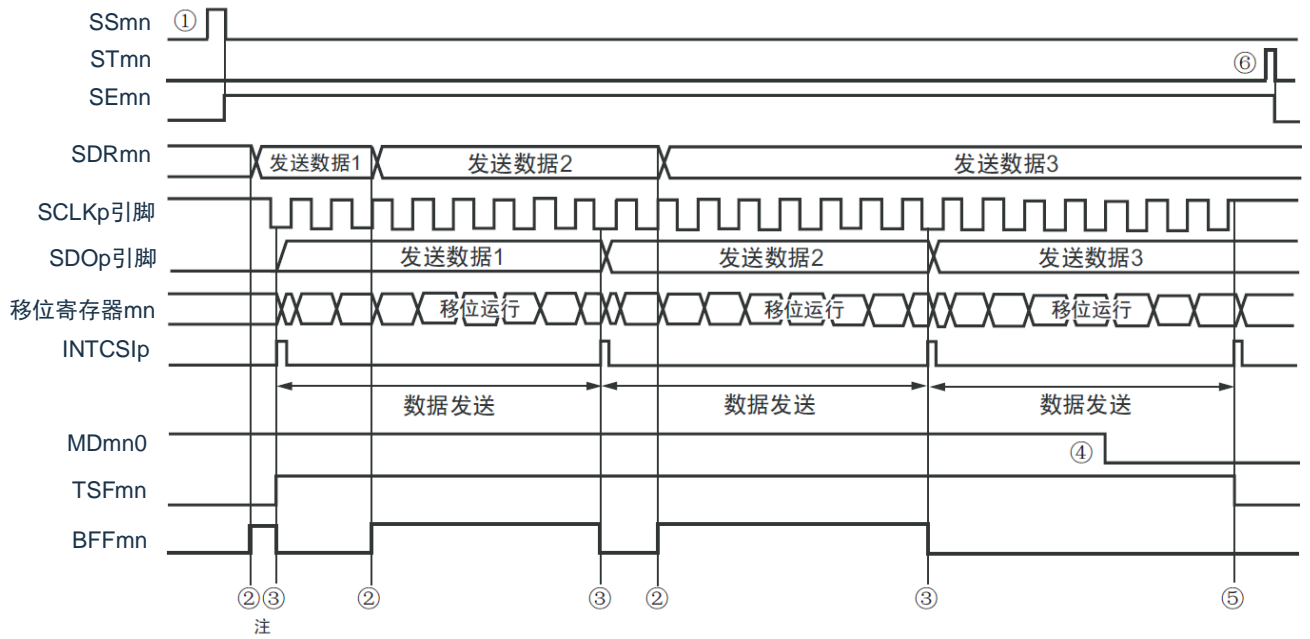 SSmn ①
STmn ⑥
SEmn
SDRmn 发送数据1 发送数据2 发送数据3
SCLKp引脚
SDOp引脚 发送数据1 发送数据2 发送数据3
移位寄存器mn 移位运行 移位运行 移位运行
INTCSIp
数据发送 数据发送 数据发送
MDmn0 ④
TSFmn
BFFmn
②③ ② ③ ② ③ ⑤
注